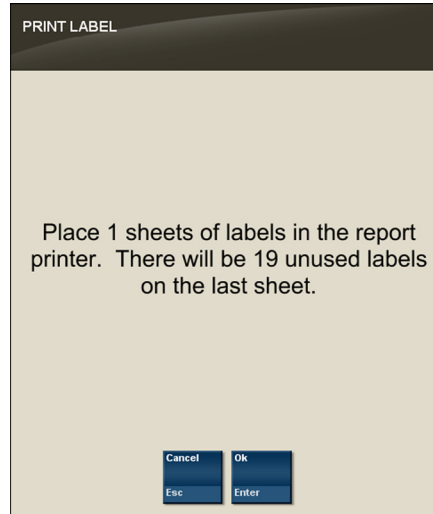 PRINT LABEL
Place 1 sheets of labels in the report
printer.  There will be 19 unused labels
on the last sheet.
Cancel Ok
Esc Enter